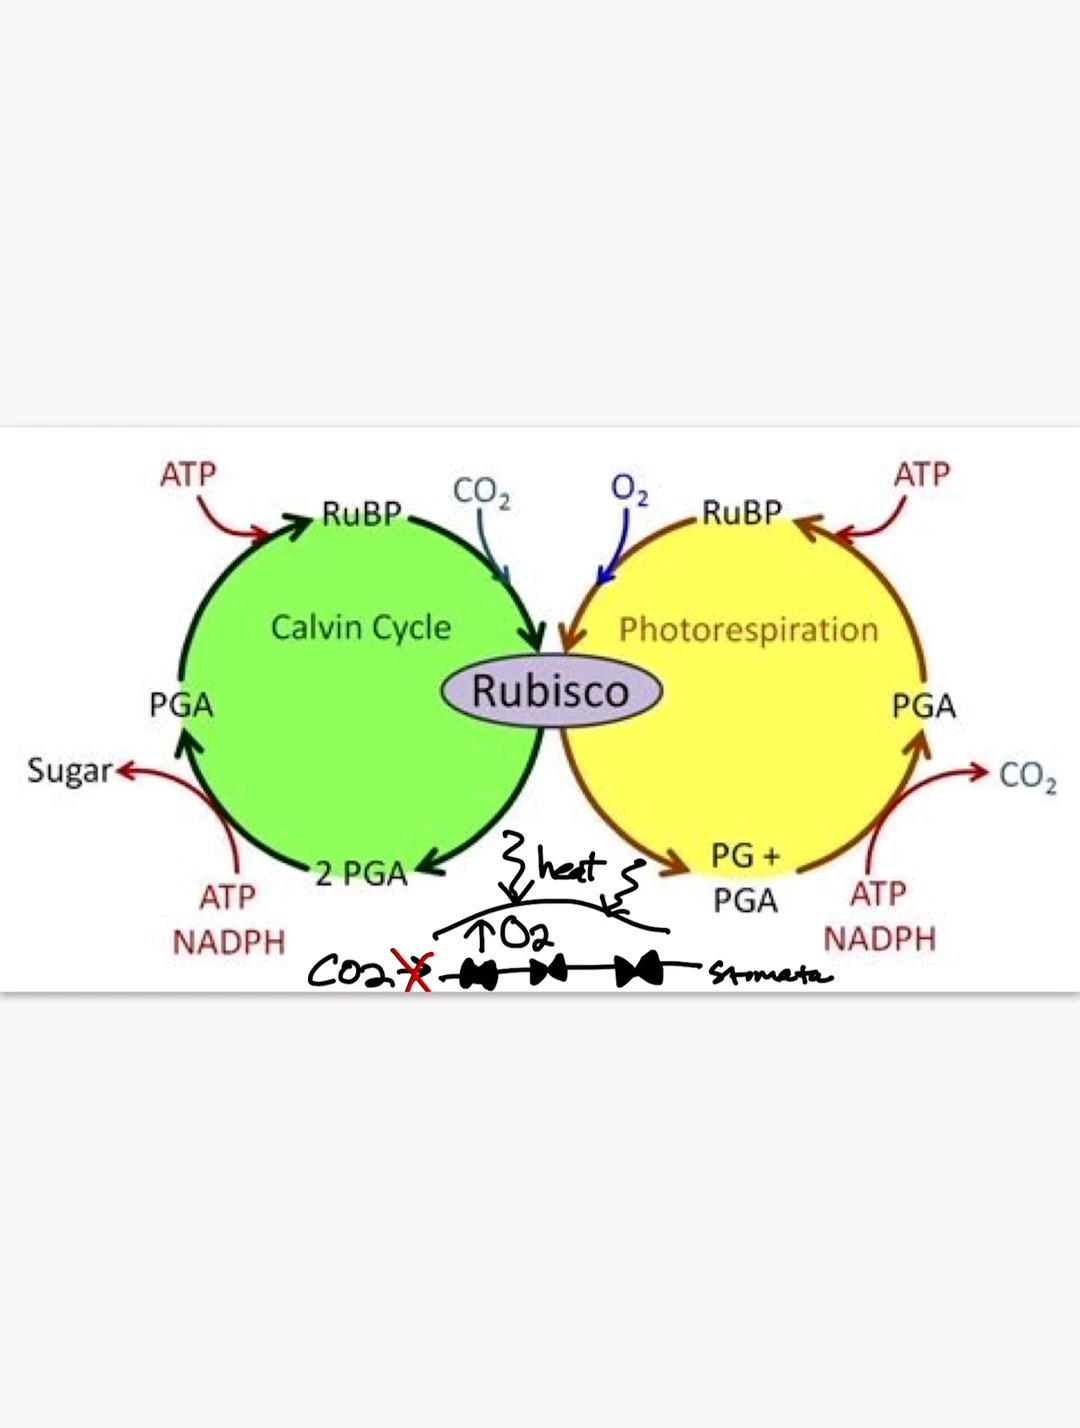 ATP
RuBP
CO₂
O₂
RuBP
ATP
Calvin Cycle
Photorespiration
Rubisco
PGA
PGA
Sugar
CO₂
2 PGA
PG +
PGA
ATP
NADPH
ATP
NADPH
heat
↑O2
CO2
Stomata